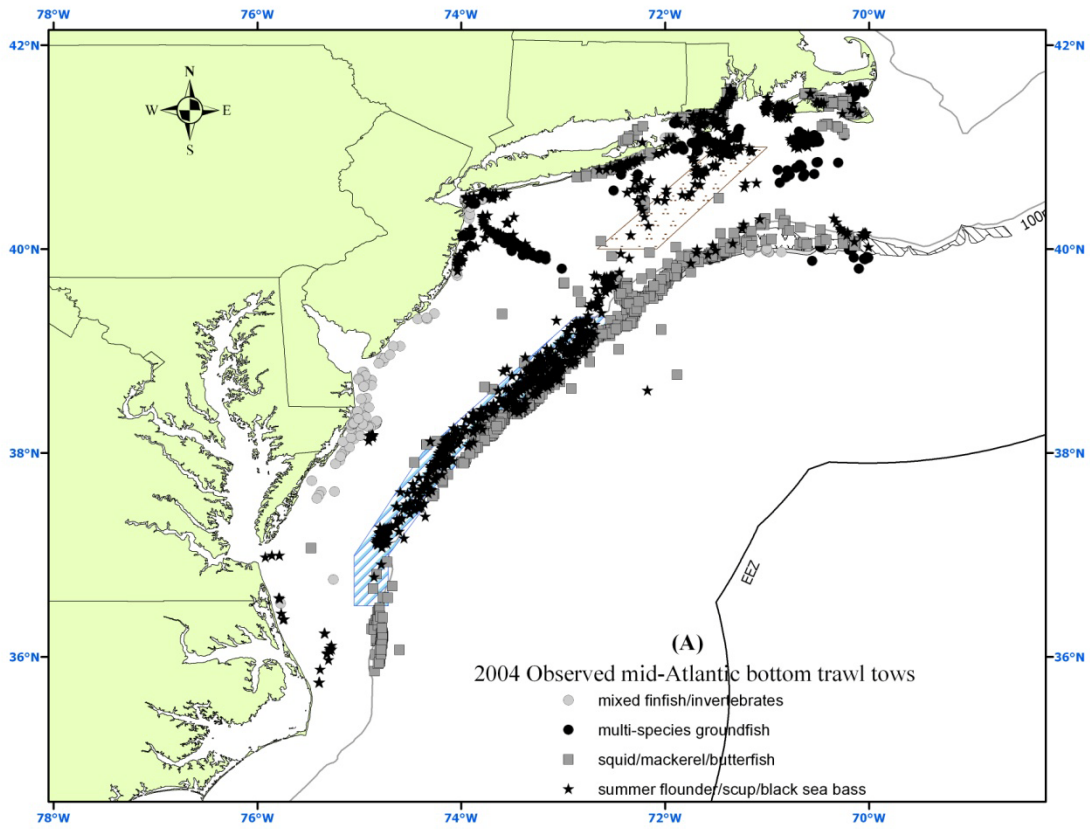 78°W 76°W 74°W 72°W 70°W
42°N 42°N
N
W E
S
40°N 40°N
38°N 38°N
EEZ
36°N 36°N
(A)
2004 Observed mid-Atlantic bottom trawl tows
mixed finfish/invertebrates
multi-species groundfish
squid/mackerel/butterfish
summer flounder/scup/black sea bass
78°W 76°W 74°W 72°W 70°W